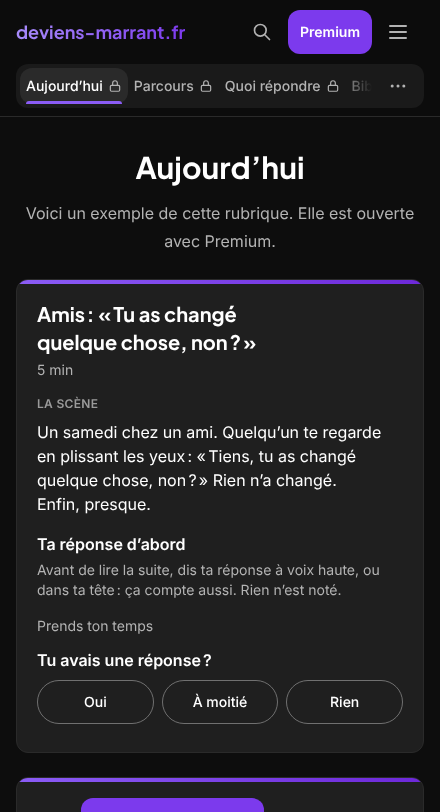 deviens-marrant.fr
Premium
Aujourd’hui
Parcours
Quoi répondre
Bib
Aujourd’hui
Voici un exemple de cette rubrique. Elle est ouverte
avec Premium.
Amis : « Tu as changé
quelque chose, non ? »
5 min
LA SCÈNE
Un samedi chez un ami. Quelqu’un te regarde
en plissant les yeux : « Tiens, tu as changé
quelque chose, non ? » Rien n’a changé.
Enfin, presque.
Ta réponse d’abord
Avant de lire la suite, dis ta réponse à voix haute, ou
dans ta tête : ça compte aussi. Rien n’est noté.
Prends ton temps
Tu avais une réponse ?
Oui
À moitié
Rien